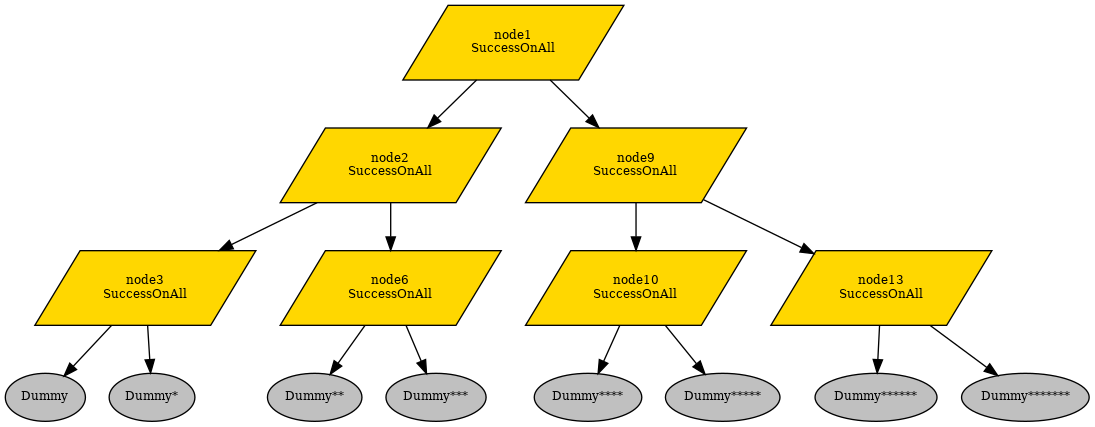 node1
SuccessOnAll
node2
SuccessOnAll
node9
SuccessOnAll
node3
SuccessOnAll
node6
SuccessOnAll
node10
SuccessOnAll
node13
SuccessOnAll
Dummy
Dummy*
Dummy**
Dummy***
Dummy****
Dummy*****
Dummy******
Dummy*******